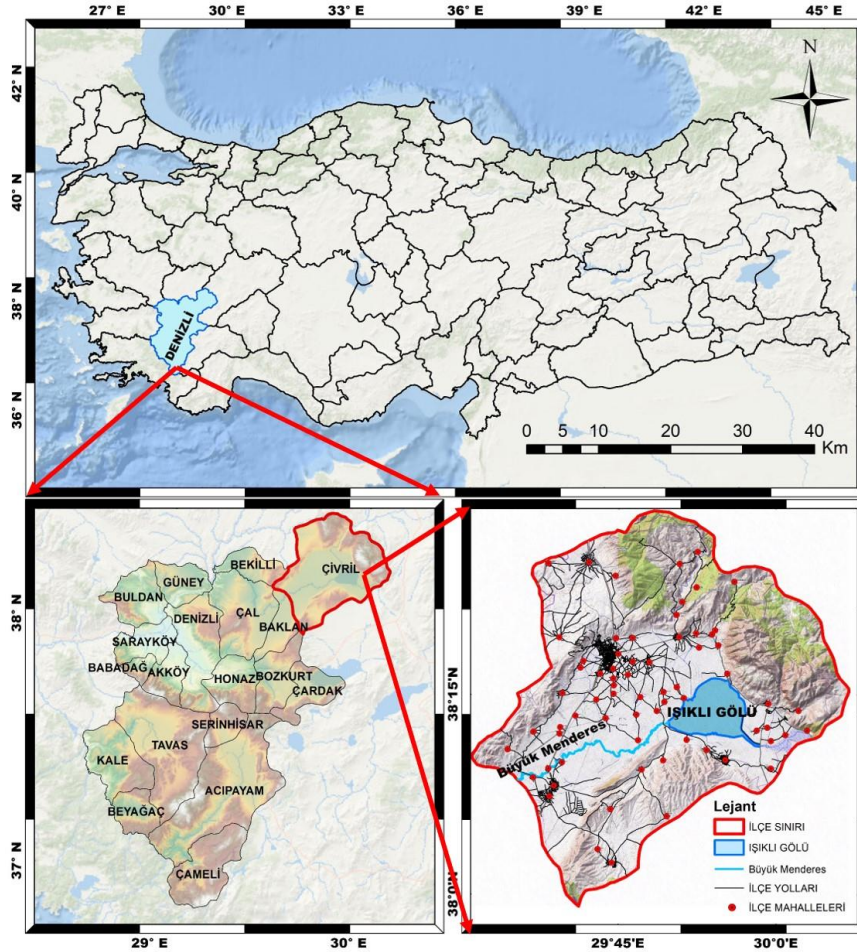 27° E
30° E
33° E
36° E
39° E
42° E
45° E
42° N
40° N
38° N
36° N
N
DENİZLİ
0 5 10 20 30 40
Km
38° N
37° N
29° E
30° E
BEKİLLİ
ÇİVRİL
GÜNEY
BULDAN
DENİZLİ
ÇAL
BAKLAN
SARAYKÖY
BABADAĞ
AKKÖY
HONAZ
BOZKURT
ÇARDAK
SERİNHİSAR
TAVAS
KALE
ACIPAYAM
BEYAĞAÇ
ÇAMELİ
38°15'N
38°0'N
IŞIKLI GÖLÜ
Büyük Menderes
Lejant
İLÇE SINIRI
IŞIKLI GÖLÜ
Büyük Menderes
İLÇE YOLLARI
İLÇE MAHALLELERİ
29°45'E
30°0'E